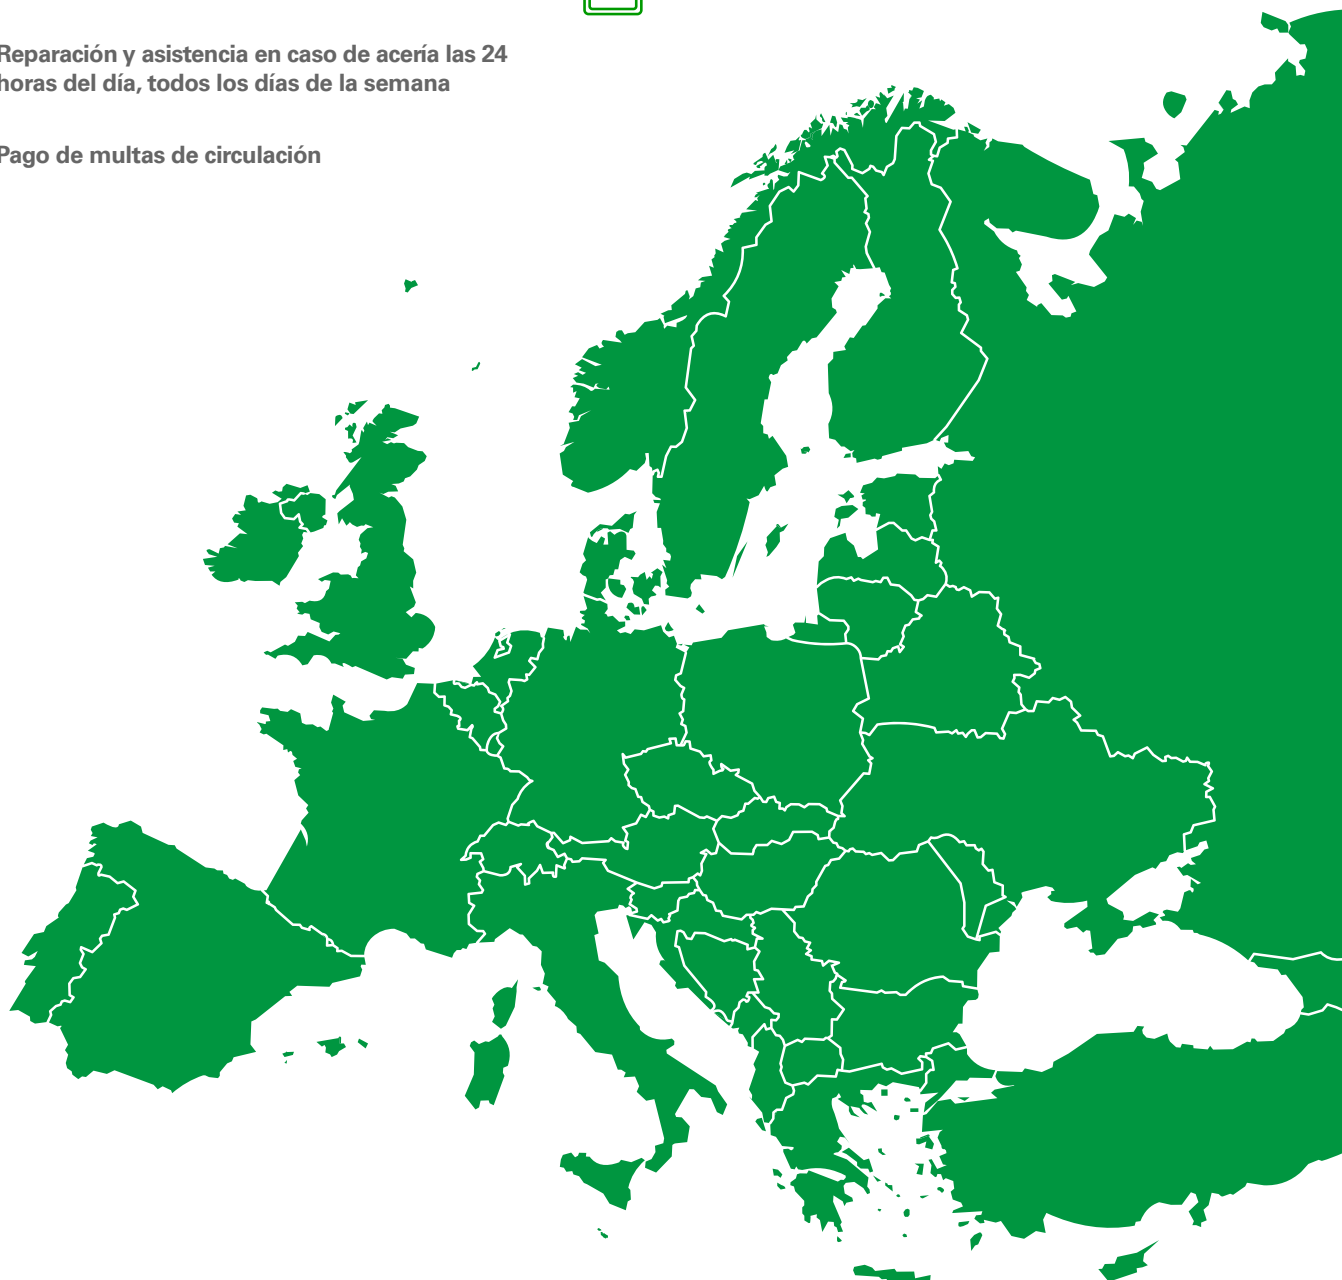 Reparación y asistencia en caso de acería las 24
horas del día, todos los días de la semana
Pago de multas de circulación